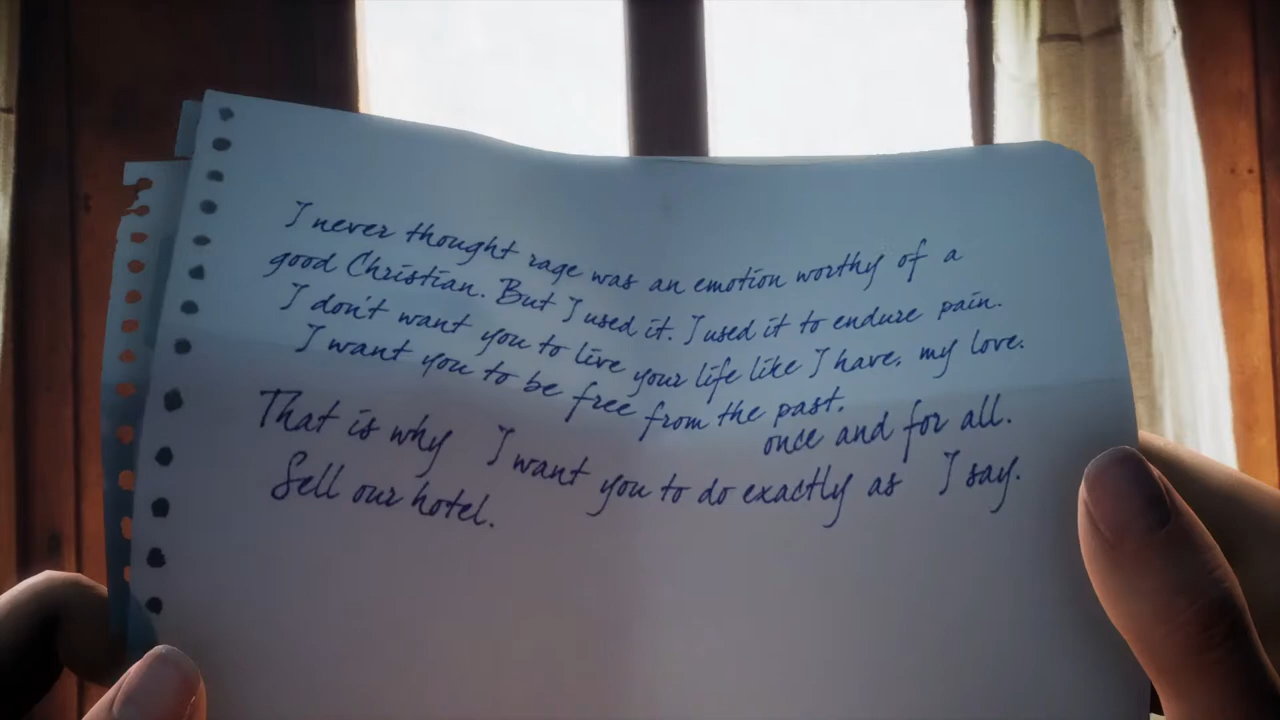 I never thought rage was an emotion worthy of a
good Christian. But I used it. I used it to endure pain.
I don't want you to live your life like I have, my love.
I want you to be free from the past.
once and for all.
That is why I want you to do exactly as I say.
Sell our hotel.